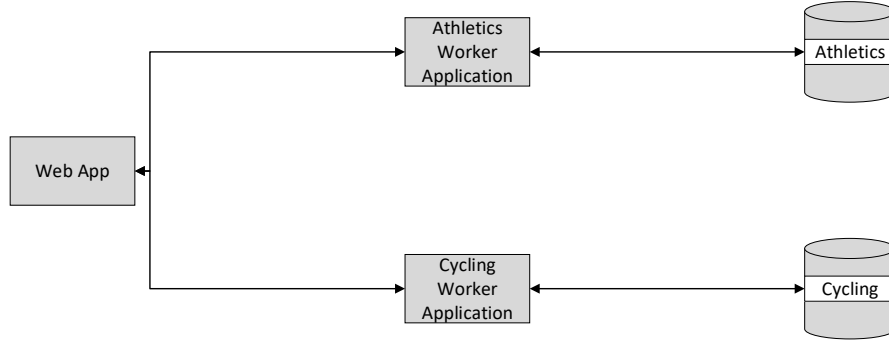 Athletics
Worker
Application
Athletics
Web App
Cycling
Worker
Application
Cycling